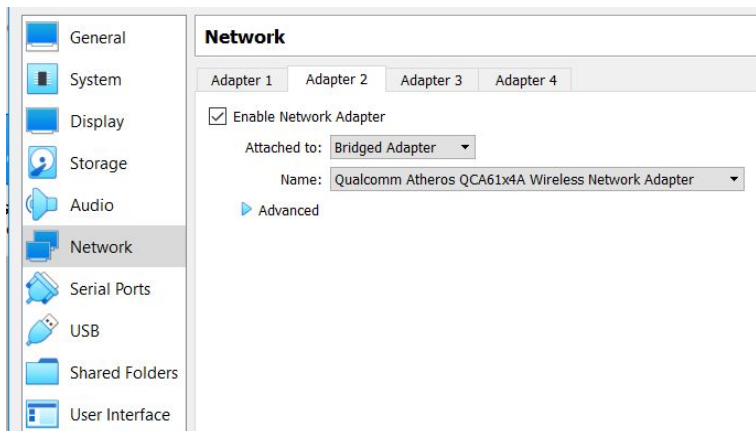 General
System
Display
Storage
Audio
Network
Serial Ports
USB
Shared Folders
User Interface
Network
Adapter 1 Adapter 2 Adapter 3 Adapter 4
Enable Network Adapter
Attached to: Bridged Adapter
Name: Qualcomm Atheros QCA61x4A Wireless Network Adapter
Advanced